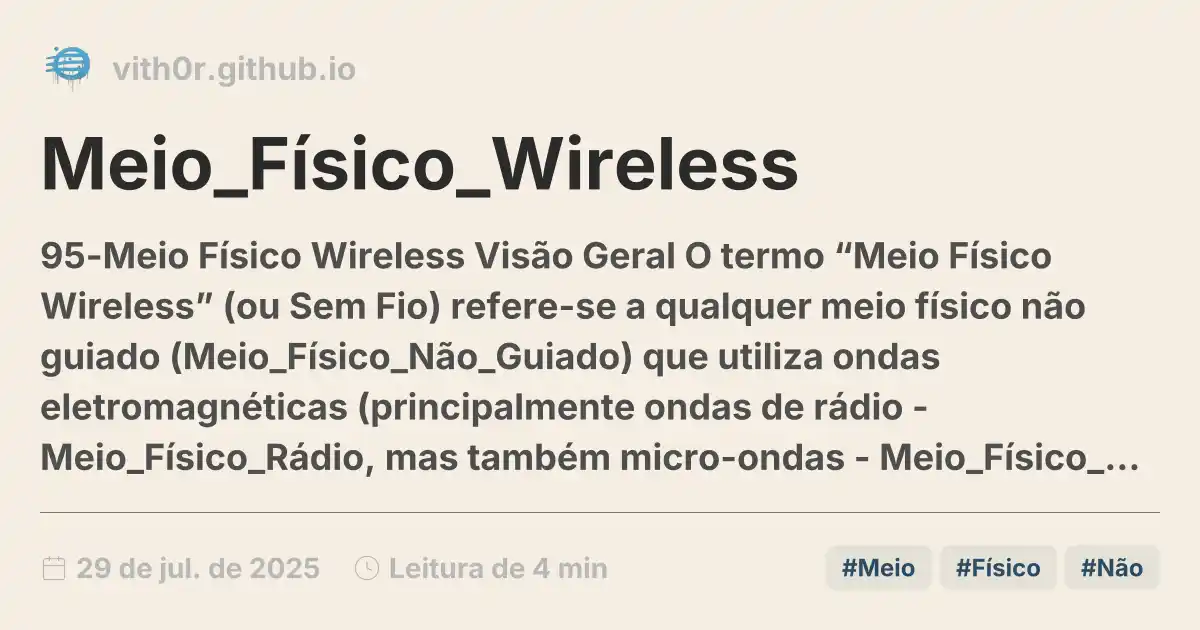 vith0r.github.io
Meio_Físico_Wireless
95-Meio Físico Wireless Visão Geral O termo “Meio Físico
Wireless” (ou Sem Fio) refere-se a qualquer meio físico não
guiado (Meio_Físico_Não_Guiado) que utiliza ondas
eletromagnéticas (principalmente ondas de rádio -
Meio_Físico_Rádio, mas também micro-ondas - Meio_Físico_...
29 de jul. de 2025 Leitura de 4 min #Meio #Físico #Não